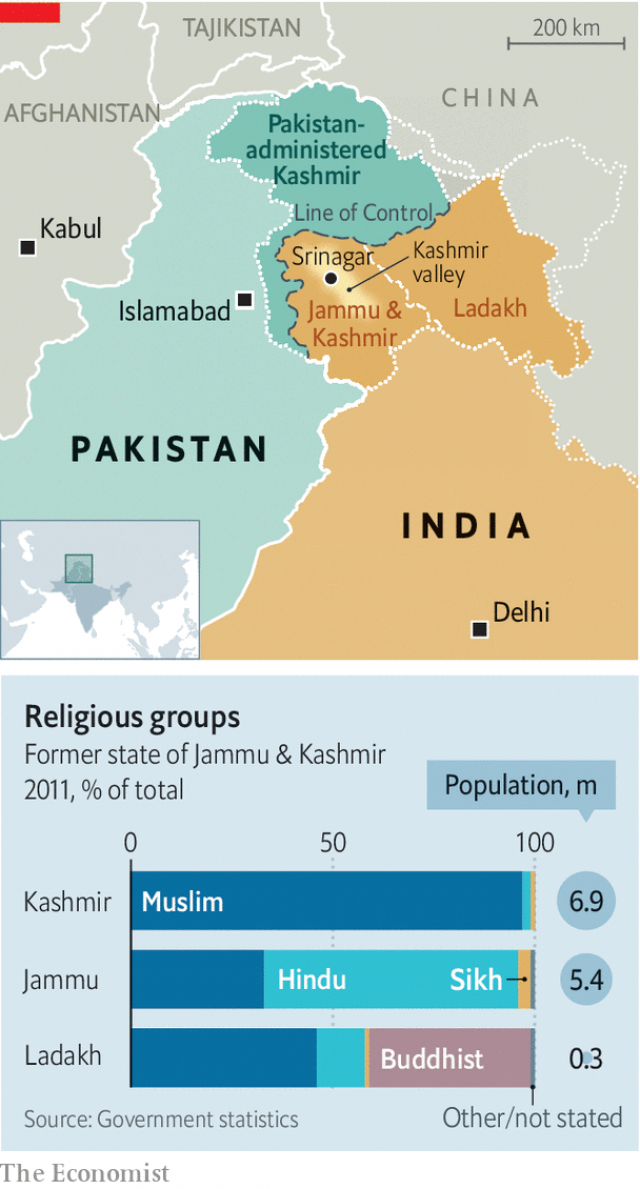 TAJIKISTAN
200 km
AFGHANISTAN
CHINA
Pakistan-
administered
Kashmir
Line of Control
Kabul
Srinagar
Kashmir
valley
Islamabad
Jammu &
Kashmir
Ladakh
PAKISTAN
INDIA
Delhi
Religious groups
Former state of Jammu & Kashmir
2011, % of total
Population, m
0 50 100
Kashmir Muslim 6.9
Jammu Hindu Sikh 5.4
Ladakh Buddhist 0.3
Source: Government statistics Other/not stated
The Economist